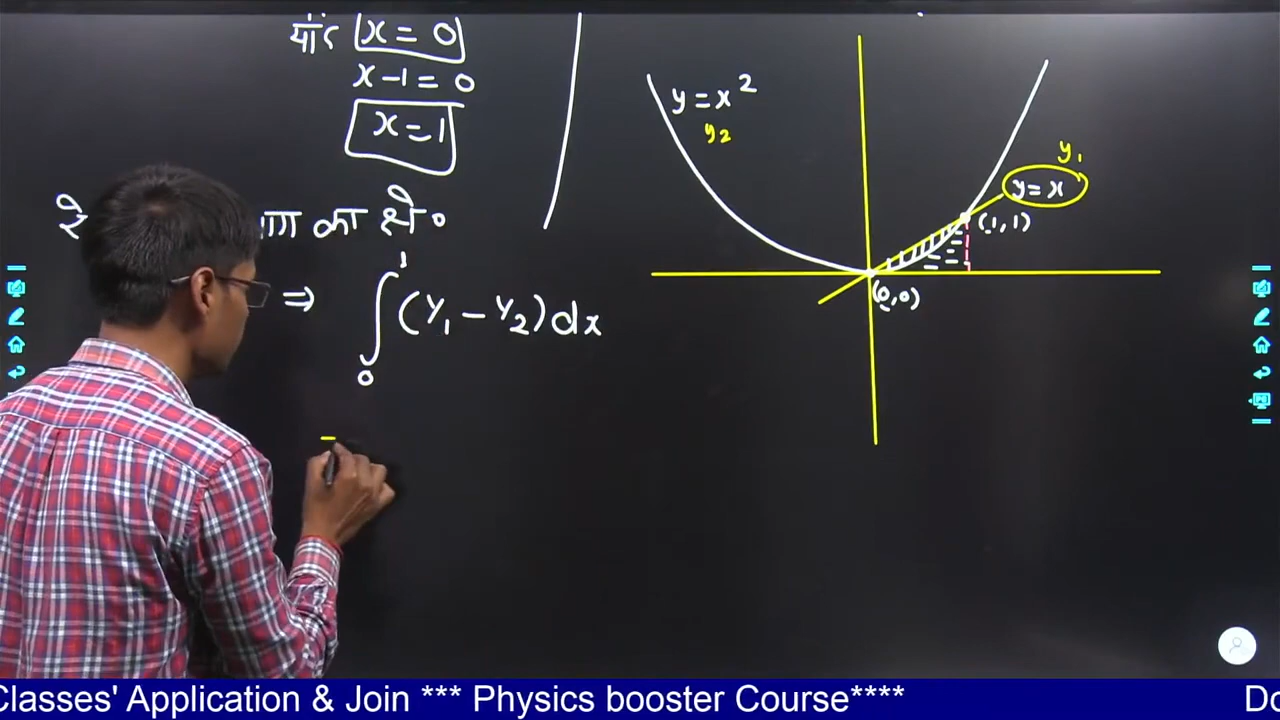 यदि x = 0
x-1 = 0
x = 1
का क्षे०
⇒ ∫₀¹ (y₁ - y₂) dx
y = x²
y₂
y₁
y = x
(1,1)
(0,0)
Classes' Application & Join *** Physics booster Course****
Do